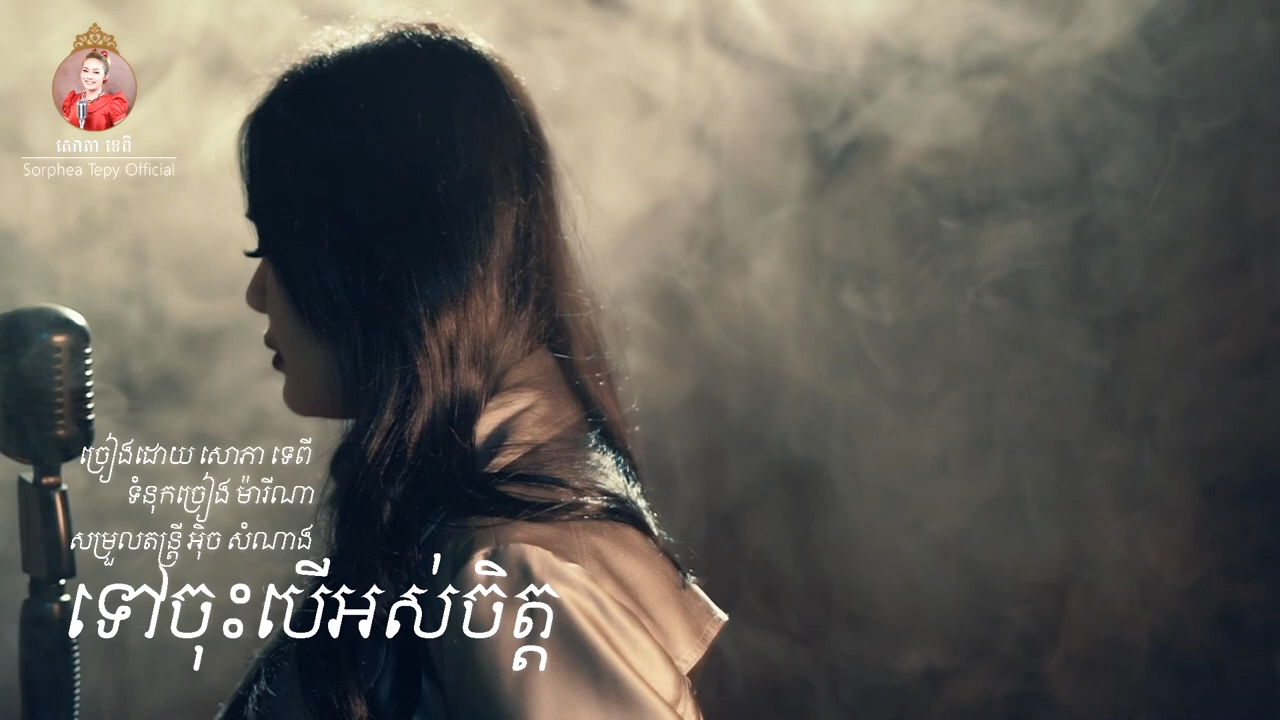 សោភា ទេពី
Sorphea Tepy Official
ច្រៀងដោយ សោភា ទេពី
ទំនុកច្រៀង ម៉ារីណា
សម្រួលតន្ត្រី អ៊ិច សំណាង
ទៅចុះបើអស់ចិត្ត